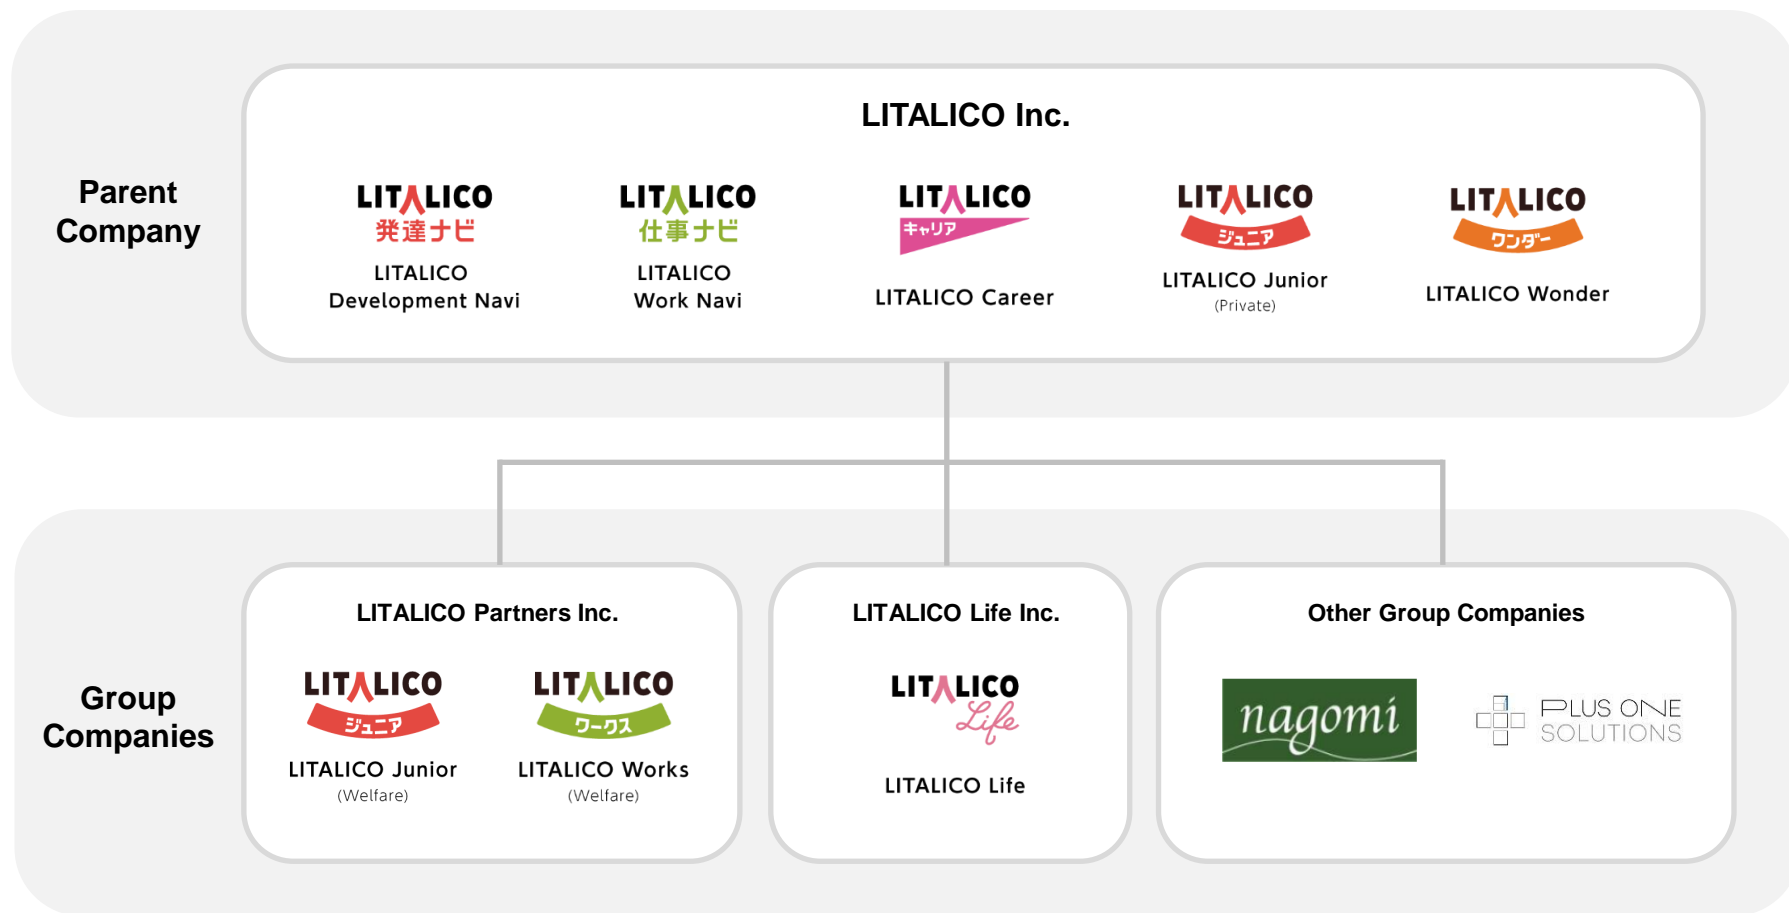 Parent
Company
LITALICO Inc.
LITALICO
発達ナビ
LITALICO
Development Navi
LITALICO
仕事ナビ
LITALICO
Work Navi
LITALICO
キャリア
LITALICO Career
LITALICO
ジュニア
LITALICO Junior
(Private)
LITALICO
ワンダー
LITALICO Wonder
Group
Companies
LITALICO Partners Inc.
LITALICO
ジュニア
LITALICO Junior
(Welfare)
LITALICO
ワークス
LITALICO Works
(Welfare)
LITALICO Life Inc.
LITALICO
Life
LITALICO Life
Other Group Companies
nagomi
PLUS ONE
SOLUTIONS